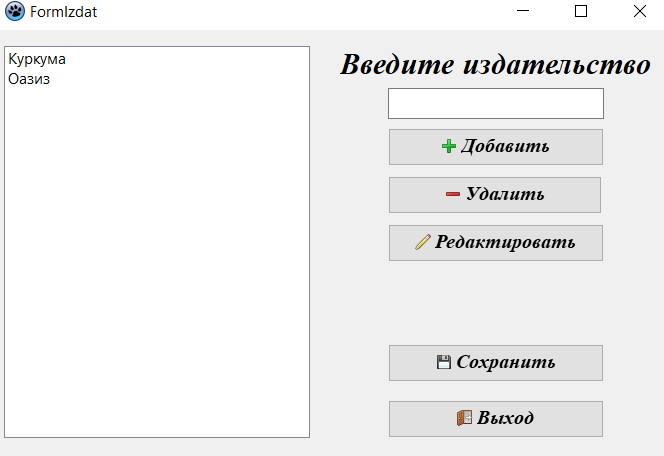 FormIzdat
Куркума
Оазиз
Введите издательство
Добавить
Удалить
Редактировать
Сохранить
Выход